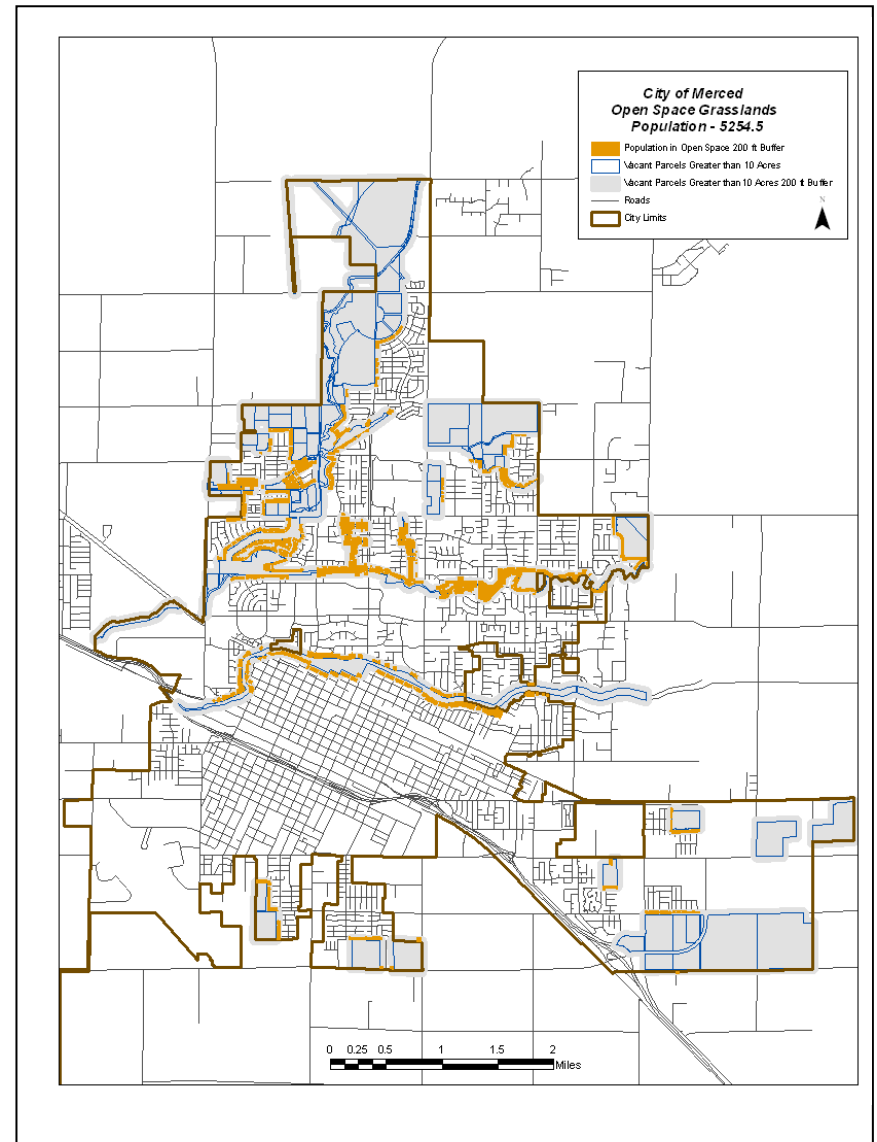 City of Merced
Open Space Grasslands
Population - 5254.5
Population in Open Space 200 ft Buffer
Vacant Parcels Greater than 10 Acres
Vacant Parcels Greater than 10 Acres 200 ft Buffer
Roads
City Limits
N
0 0.25 0.5 1 1.5 2
Miles